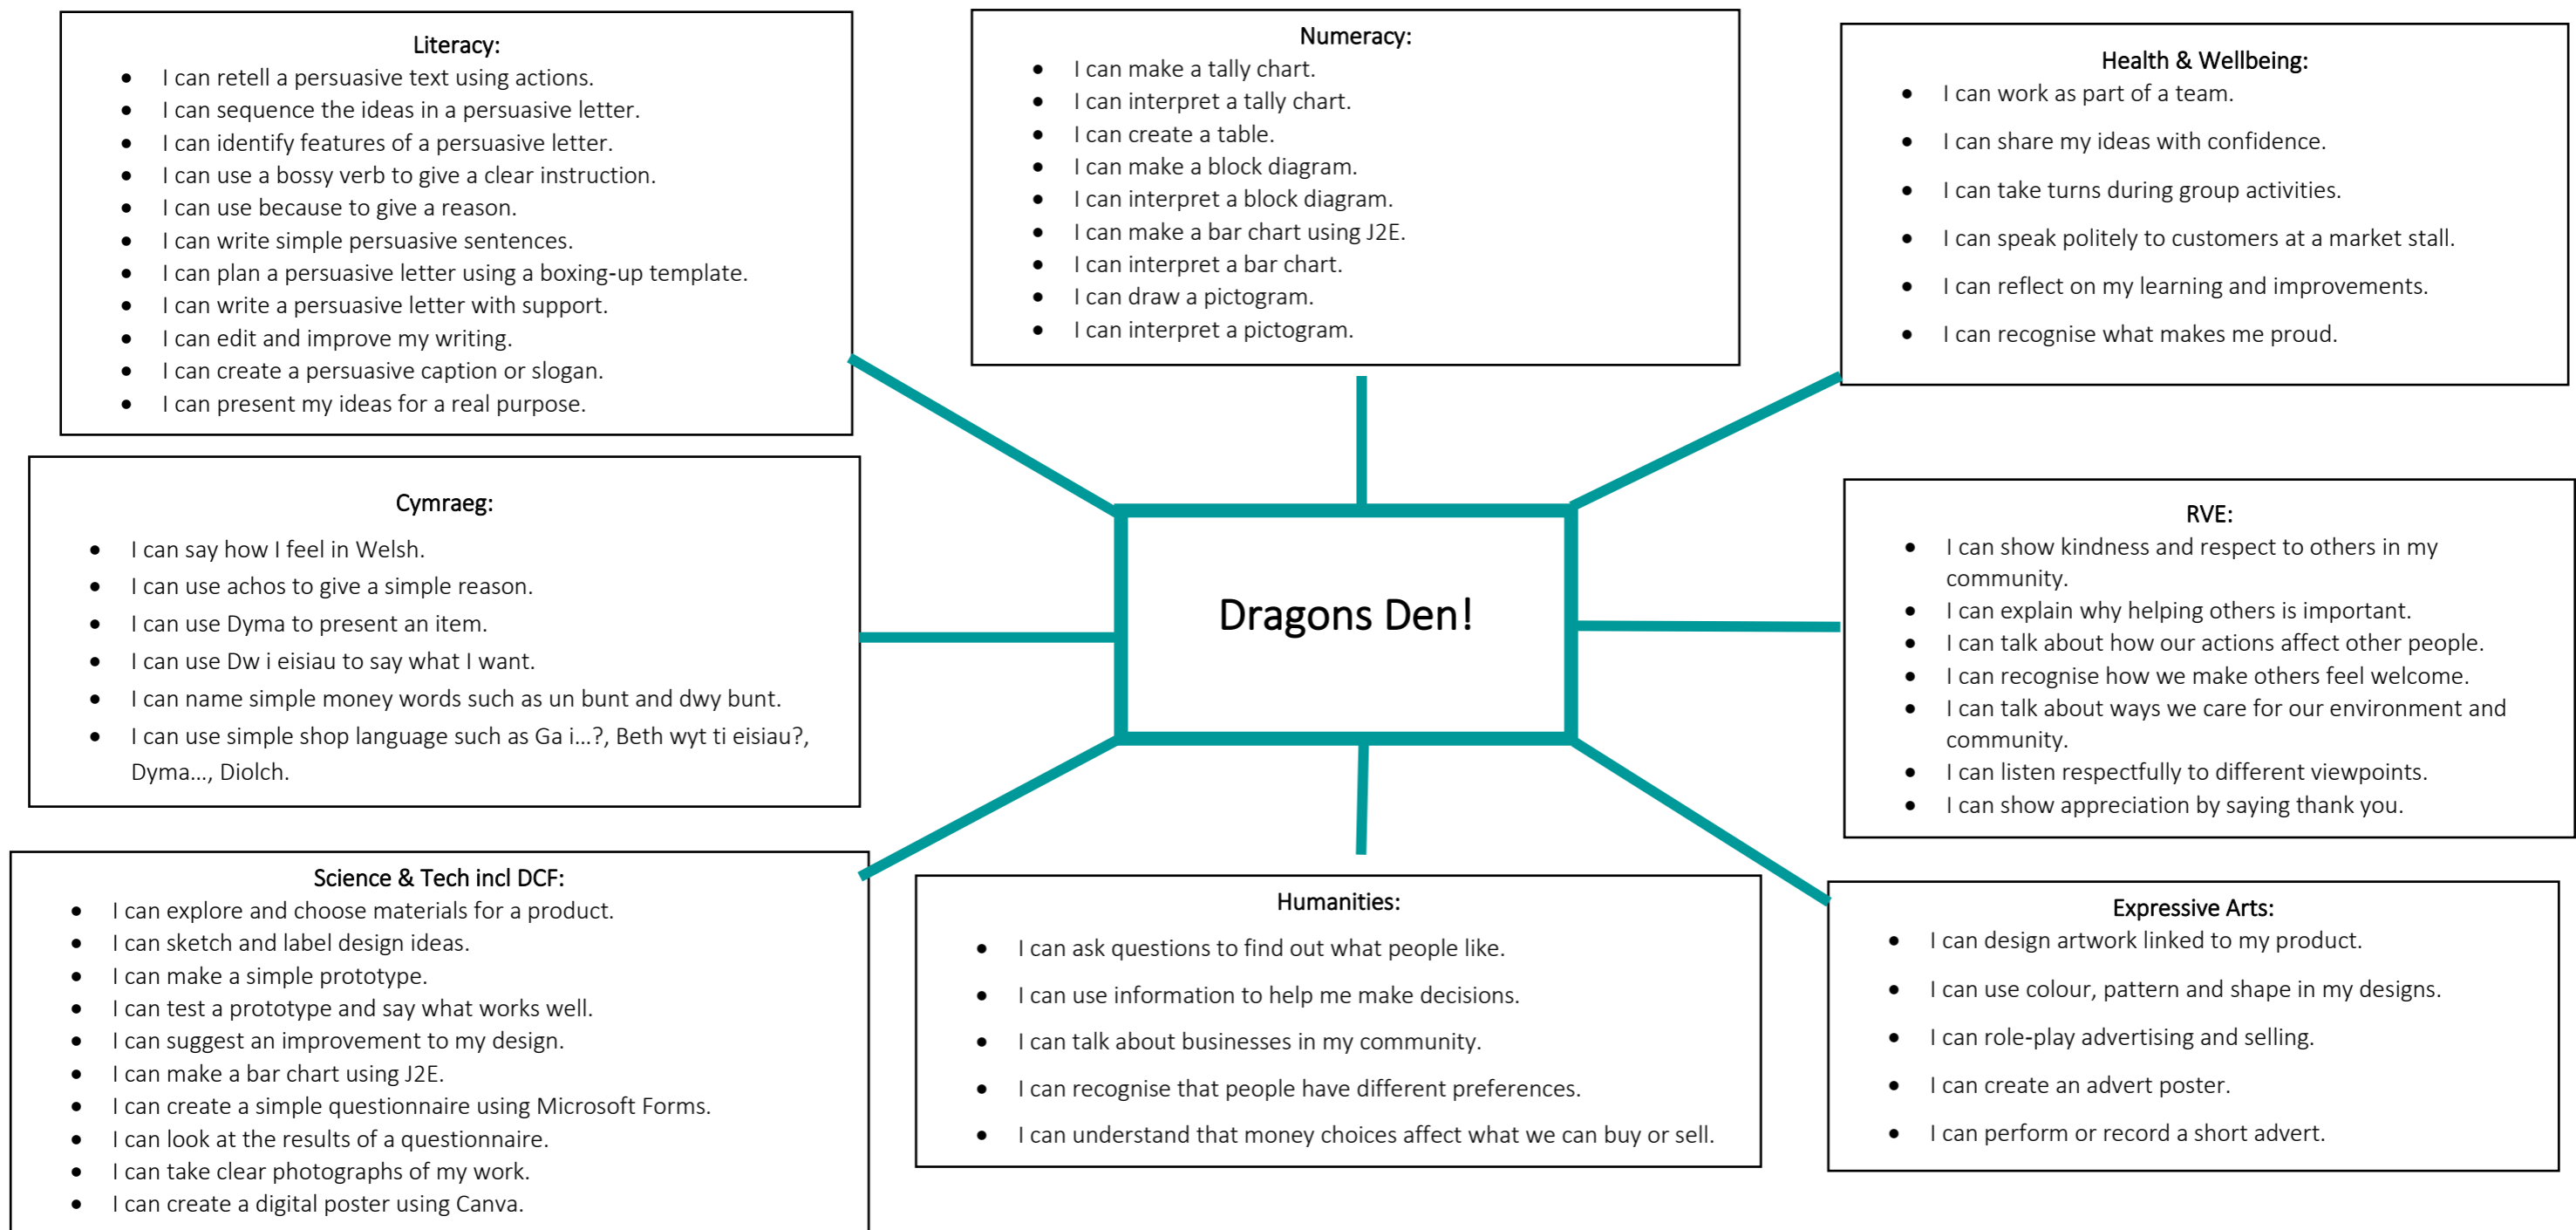 Literacy:
• I can retell a persuasive text using actions.
• I can sequence the ideas in a persuasive letter.
• I can identify features of a persuasive letter.
• I can use a bossy verb to give a clear instruction.
• I can use because to give a reason.
• I can write simple persuasive sentences.
• I can plan a persuasive letter using a boxing-up template.
• I can write a persuasive letter with support.
• I can edit and improve my writing.
• I can create a persuasive caption or slogan.
• I can present my ideas for a real purpose.
Numeracy:
• I can make a tally chart.
• I can interpret a tally chart.
• I can create a table.
• I can make a block diagram.
• I can interpret a block diagram.
• I can make a bar chart using J2E.
• I can interpret a bar chart.
• I can draw a pictogram.
• I can interpret a pictogram.
Health & Wellbeing:
• I can work as part of a team.
• I can share my ideas with confidence.
• I can take turns during group activities.
• I can speak politely to customers at a market stall.
• I can reflect on my learning and improvements.
• I can recognise what makes me proud.
Cymraeg:
• I can say how I feel in Welsh.
• I can use achos to give a simple reason.
• I can use Dyma to present an item.
• I can use Dw i eisiau to say what I want.
• I can name simple money words such as un bunt and dwy bunt.
• I can use simple shop language such as Ga i…?, Beth wyt ti eisiau?,
Dyma…, Diolch.
Dragons Den!
RVE:
• I can show kindness and respect to others in my
community.
• I can explain why helping others is important.
• I can talk about how our actions affect other people.
• I can recognise how we make others feel welcome.
• I can talk about ways we care for our environment and
community.
• I can listen respectfully to different viewpoints.
• I can show appreciation by saying thank you.
Science & Tech incl DCF:
• I can explore and choose materials for a product.
• I can sketch and label design ideas.
• I can make a simple prototype.
• I can test a prototype and say what works well.
• I can suggest an improvement to my design.
• I can make a bar chart using J2E.
• I can create a simple questionnaire using Microsoft Forms.
• I can look at the results of a questionnaire.
• I can take clear photographs of my work.
• I can create a digital poster using Canva.
Humanities:
• I can ask questions to find out what people like.
• I can use information to help me make decisions.
• I can talk about businesses in my community.
• I can recognise that people have different preferences.
• I can understand that money choices affect what we can buy or sell.
Expressive Arts:
• I can design artwork linked to my product.
• I can use colour, pattern and shape in my designs.
• I can role-play advertising and selling.
• I can create an advert poster.
• I can perform or record a short advert.